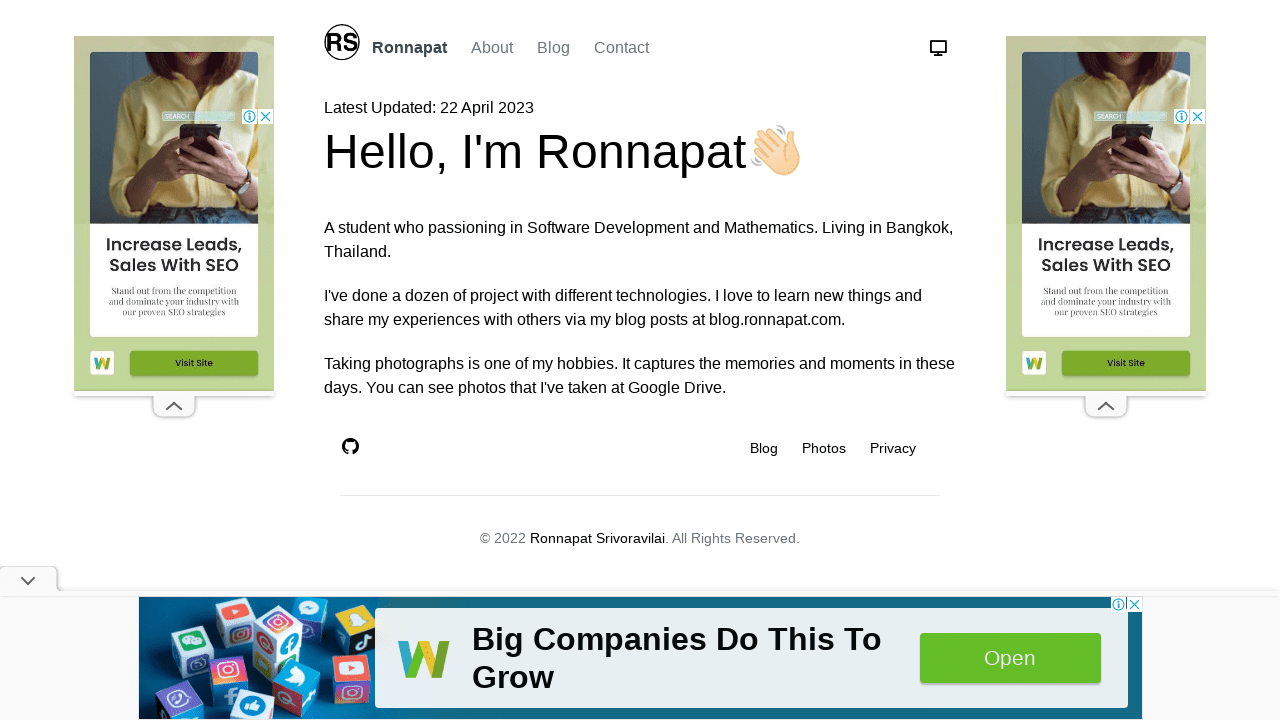 RS Ronnapat About Blog Contact
Latest Updated: 22 April 2023
Hello, I'm Ronnapat👋🏻
A student who passioning in Software Development and Mathematics. Living in Bangkok,
Thailand.
I've done a dozen of project with different technologies. I love to learn new things and
share my experiences with others via my blog posts at blog.ronnapat.com.
Taking photographs is one of my hobbies. It captures the memories and moments in these
days. You can see photos that I've taken at Google Drive.
Blog Photos Privacy
© 2022 Ronnapat Srivoravilai. All Rights Reserved.
SEARCH
Increase Leads,
Sales With SEO
Stand out from the competition
and dominate your industry with
our proven SEO strategies
Visit Site
SEARCH
Increase Leads,
Sales With SEO
Stand out from the competition
and dominate your industry with
our proven SEO strategies
Visit Site
Big Companies Do This To
Grow
Open